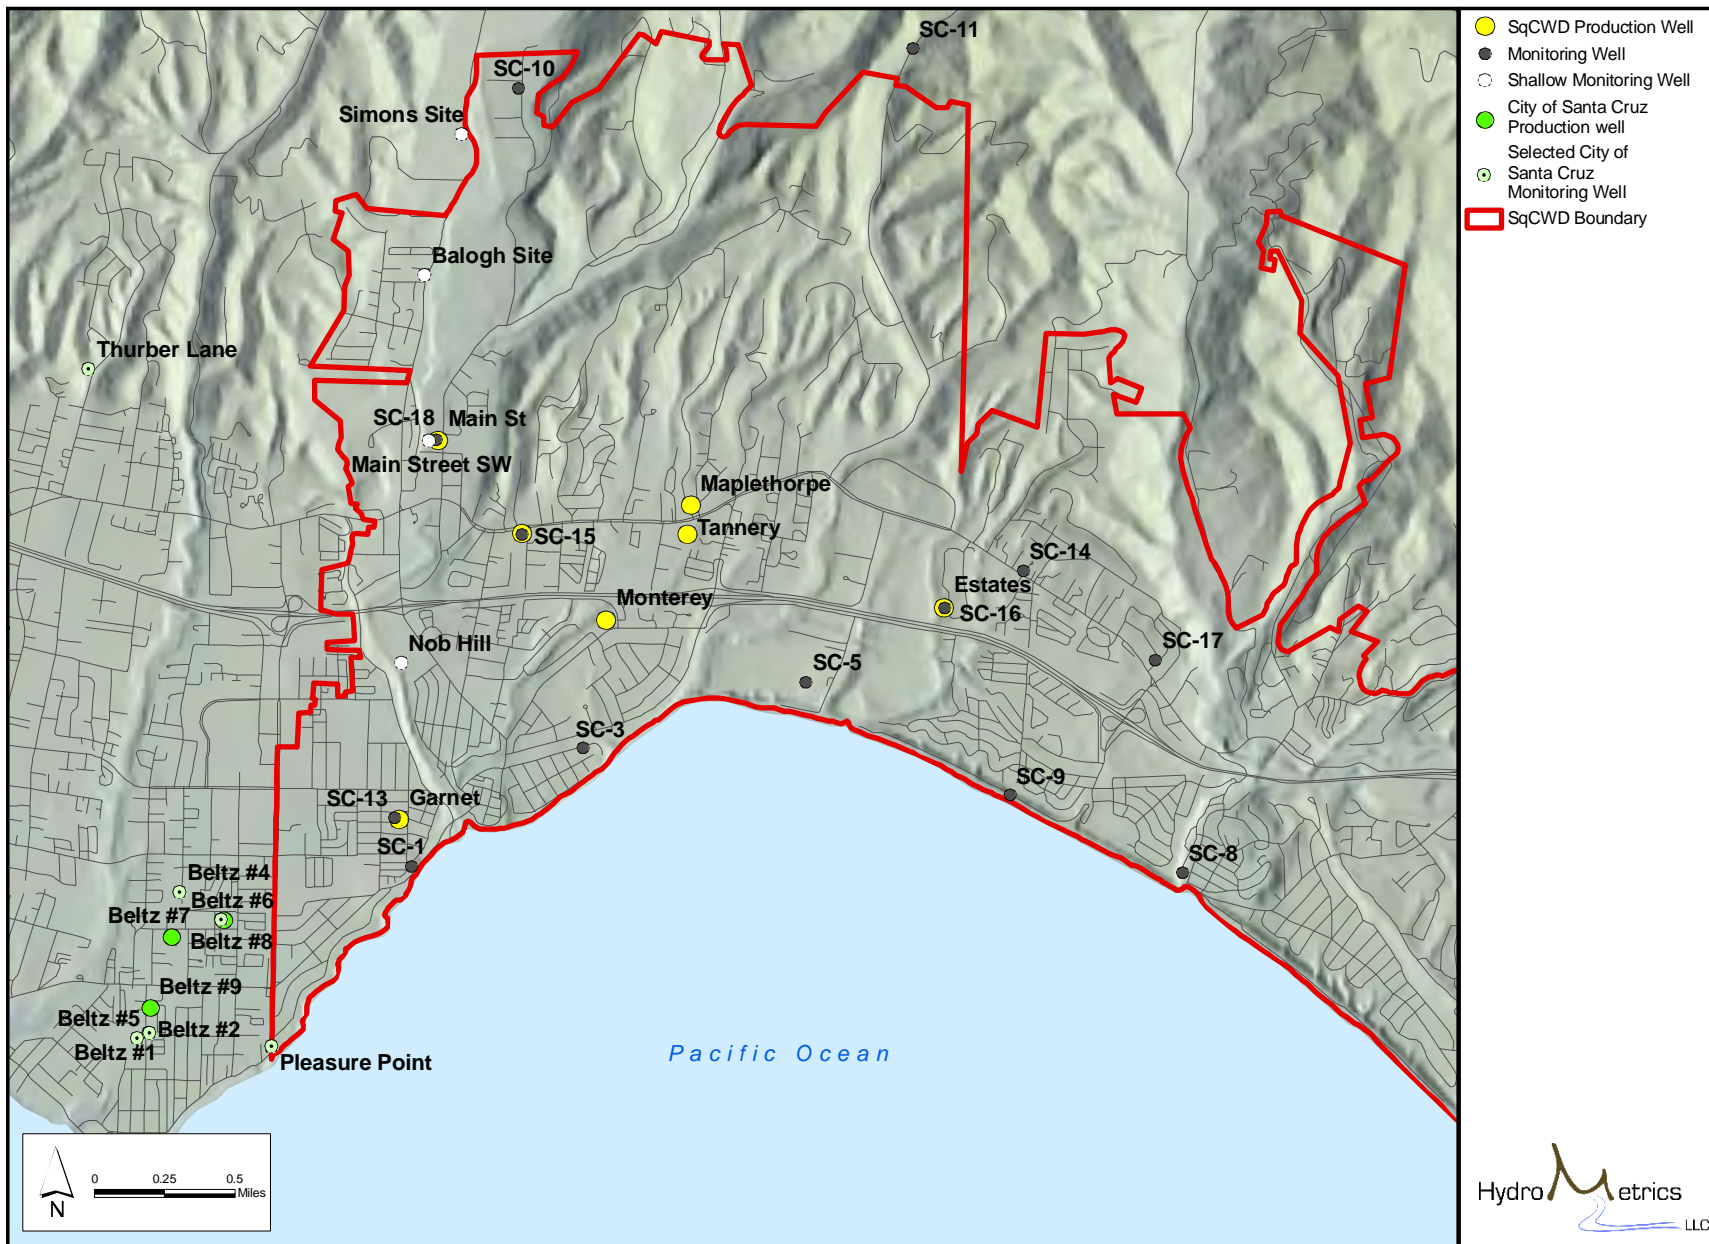 SC-11
SC-10
Simons Site
Balogh Site
Thurber Lane
SC-18
Main St
Main Street SW
Maplethorpe
Tannery
SC-15
SC-14
Estates
SC-16
Monterey
SC-17
Nob Hill
SC-5
SC-3
SC-9
SC-13
Garnet
SC-1
SC-8
Beltz #4
Beltz #6
Beltz #7
Beltz #8
Beltz #9
Beltz #5
Beltz #2
Beltz #1
Pleasure Point
Pacific Ocean
N
0 0.25 0.5
Miles
SqCWD Production Well
Monitoring Well
Shallow Monitoring Well
City of Santa Cruz
Production well
Selected City of
Santa Cruz
Monitoring Well
SqCWD Boundary
HydroMetrics
LLC